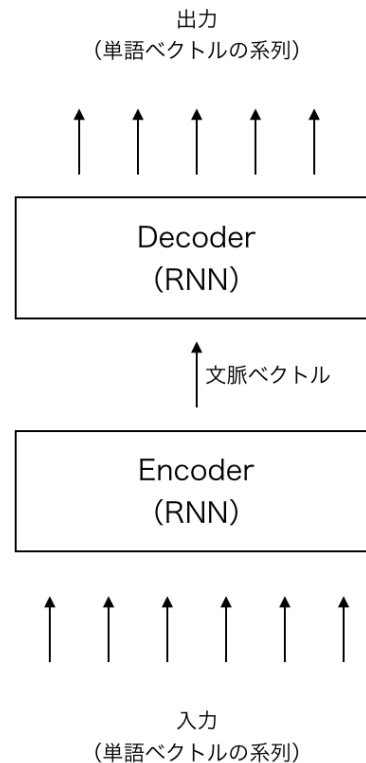 出力
（単語ベクトルの系列）
Decoder
（RNN）
文脈ベクトル
Encoder
（RNN）
入力
（単語ベクトルの系列）